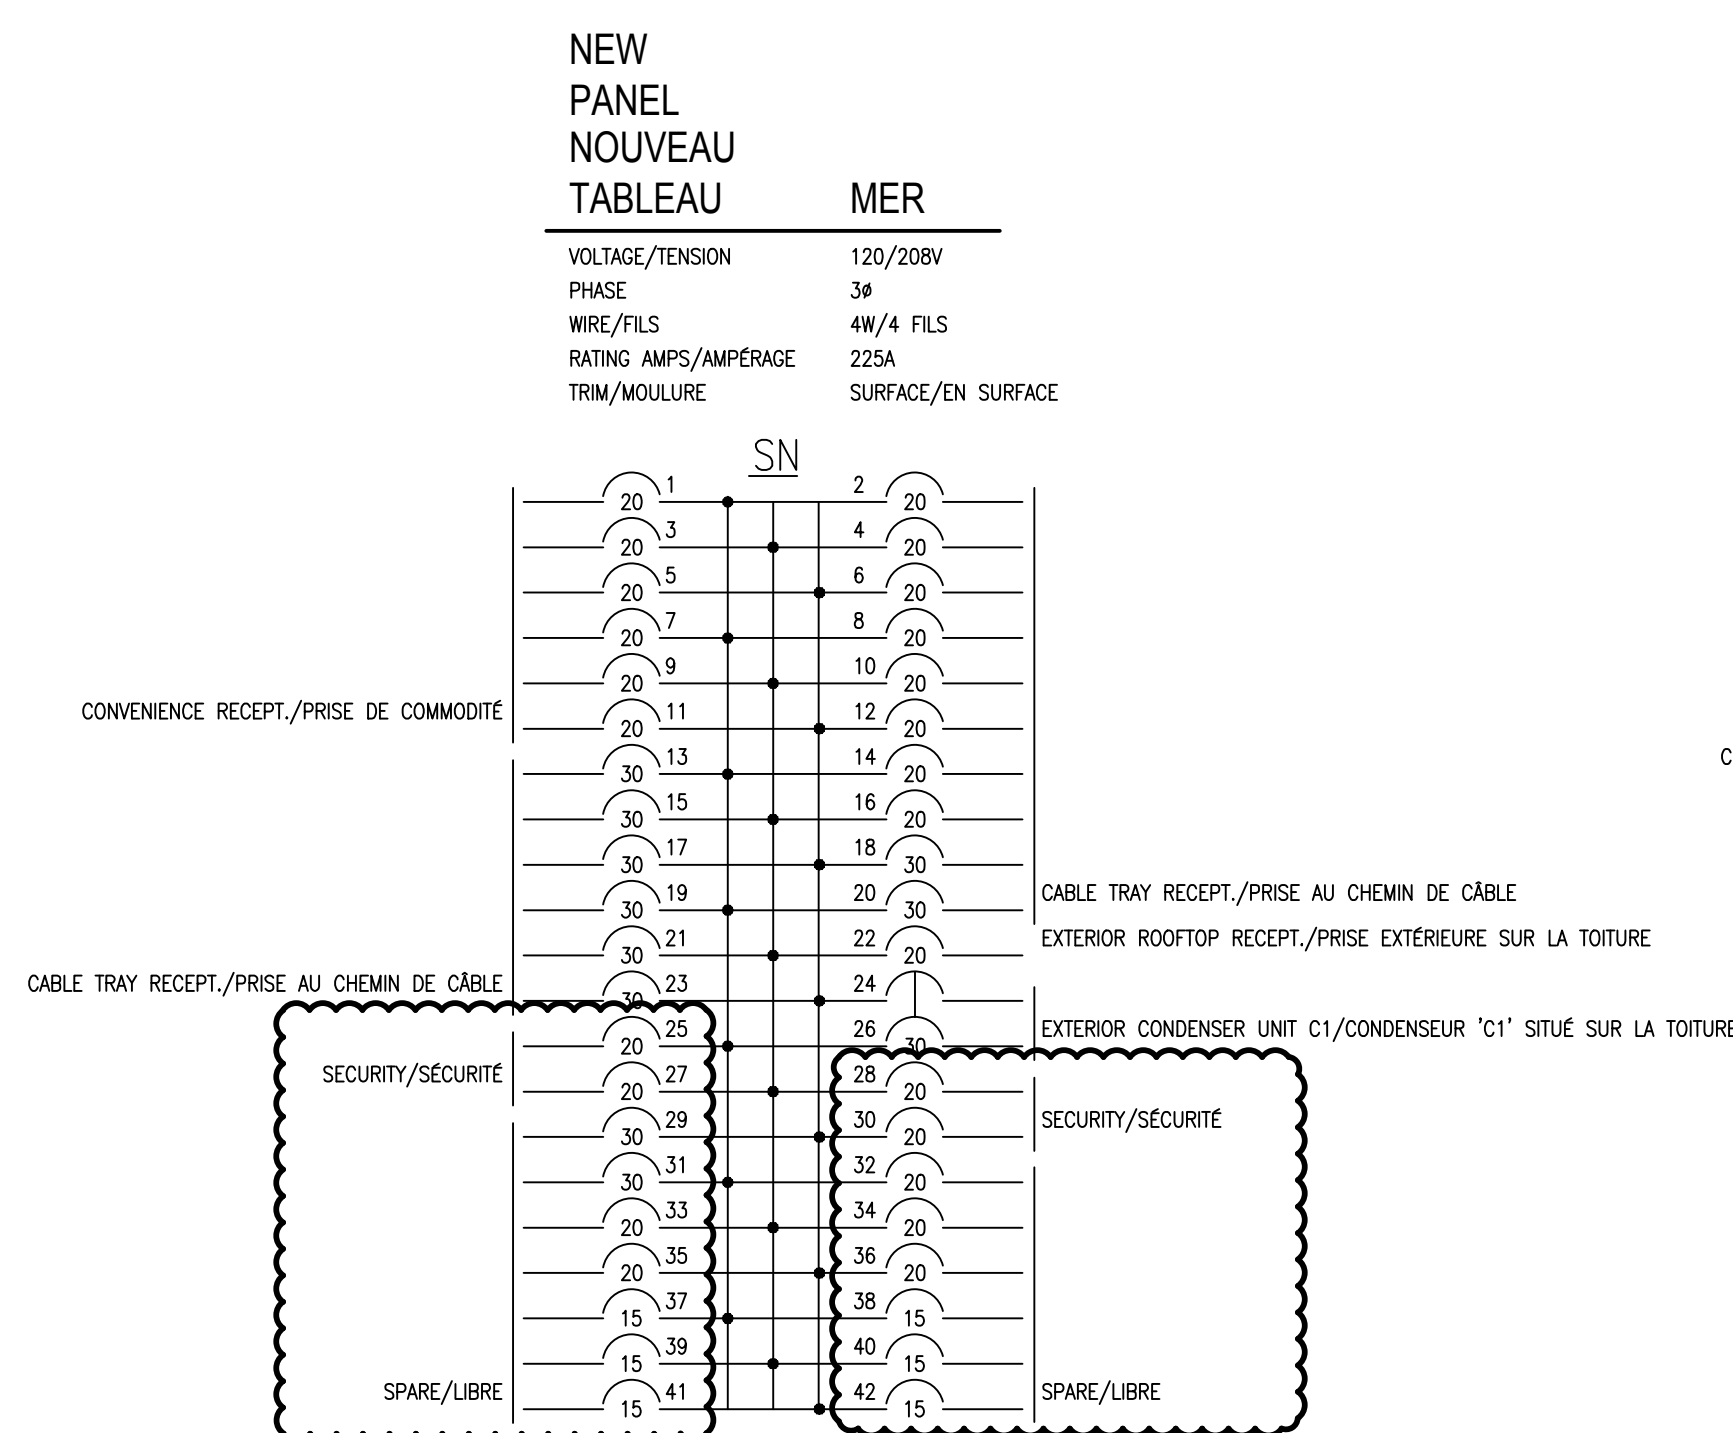 NEW
PANEL
NOUVEAU
TABLEAU MER
VOLTAGE/TENSION 120/208V
PHASE 3ø
WIRE/FILS 4W/4 FILS
RATING AMPS/AMPÉRAGE 225A
TRIM/MOULURE SURFACE/EN SURFACE
SN
20 1 2 20
20 3 4 20
20 5 6 20
20 7 8 20
20 9 10 20
CONVENIENCE RECEPT./PRISE DE COMMODITÉ 20 11 12 20
30 13 14 20 C
30 15 16 20
30 17 18 30
30 19 20 30 CABLE TRAY RECEPT./PRISE AU CHEMIN DE CÂBLE
30 21 22 20 EXTERIOR ROOFTOP RECEPT./PRISE EXTÉRIEURE SUR LA TOITURE
CABLE TRAY RECEPT./PRISE AU CHEMIN DE CÂBLE 30 23 24
20 25 26 30 EXTERIOR CONDENSER UNIT C1/CONDENSEUR 'C1' SITUÉ SUR LA TOITURE
SECURITY/SÉCURITÉ 20 27 28 20
30 29 30 20 SECURITY/SÉCURITÉ
30 31 32 20
20 33 34 20
20 35 36 20
15 37 38 15
15 39 40 15
SPARE/LIBRE 15 41 42 15 SPARE/LIBRE